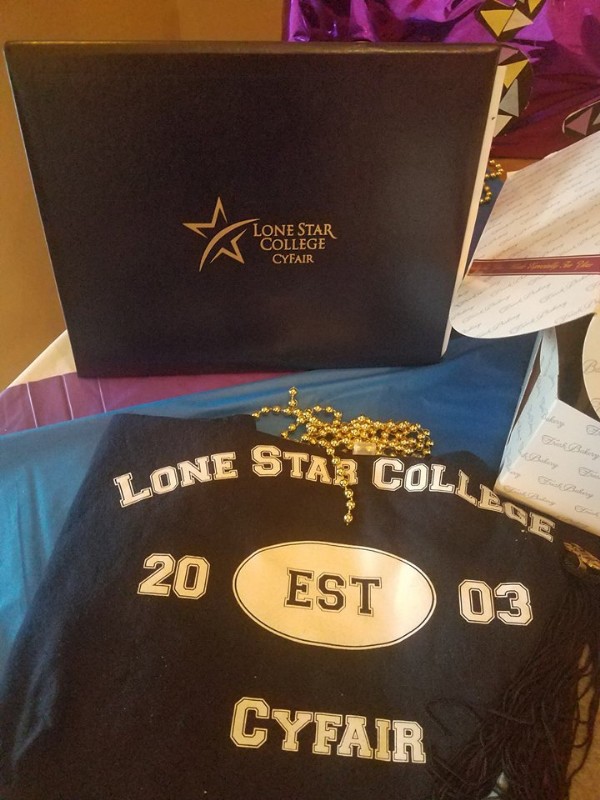 LONE STAR
COLLEGE
CYFAIR
LONE STAR COLLEGE
20 EST 03
CYFAIR